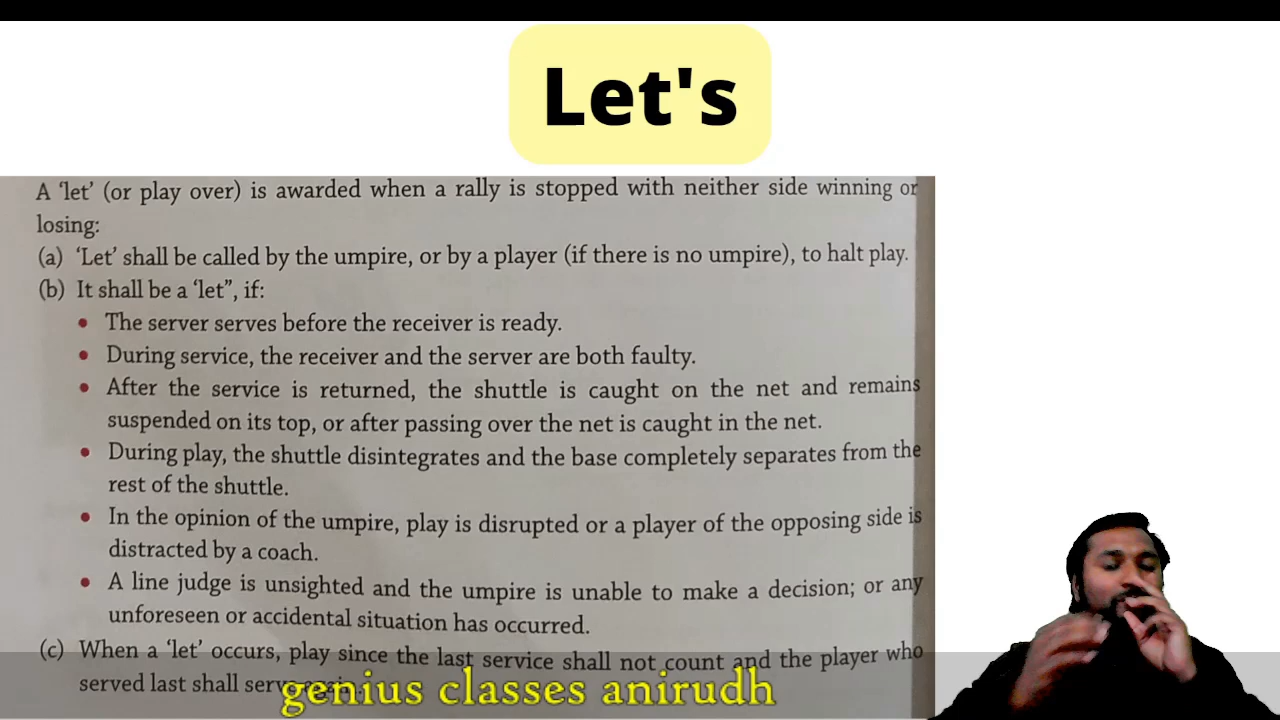 Let's
A 'let' (or play over) is awarded when a rally is stopped with neither side winning or
losing:
(a) 'Let' shall be called by the umpire, or by a player (if there is no umpire), to halt play.
(b) It shall be a 'let", if:
• The server serves before the receiver is ready.
• During service, the receiver and the server are both faulty.
• After the service is returned, the shuttle is caught on the net and remains
suspended on its top, or after passing over the net is caught in the net.
• During play, the shuttle disintegrates and the base completely separates from the
rest of the shuttle.
• In the opinion of the umpire, play is disrupted or a player of the opposing side is
distracted by a coach.
• A line judge is unsighted and the umpire is unable to make a decision; or any
unforeseen or accidental situation has occurred.
(c) When a 'let' occurs, play since the last service shall not count and the player who
served last shall
genius classes anirudh